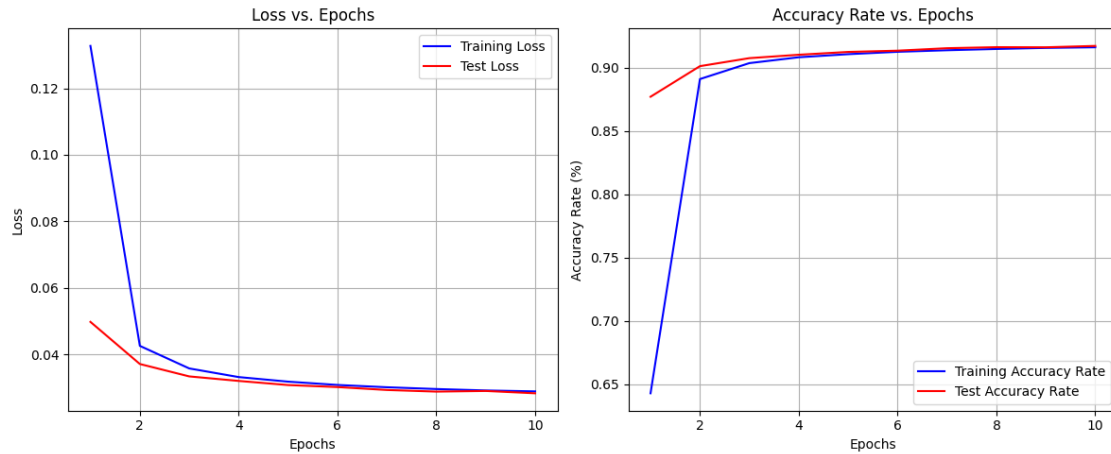 Loss vs. Epochs
Training Loss
Test Loss
0.12
0.10
0.08
0.06
0.04
Loss
2
4
6
8
10
Epochs
Accuracy Rate vs. Epochs
0.90
0.85
0.80
0.75
0.70
0.65
Accuracy Rate (%)
Training Accuracy Rate
Test Accuracy Rate
2
4
6
8
10
Epochs